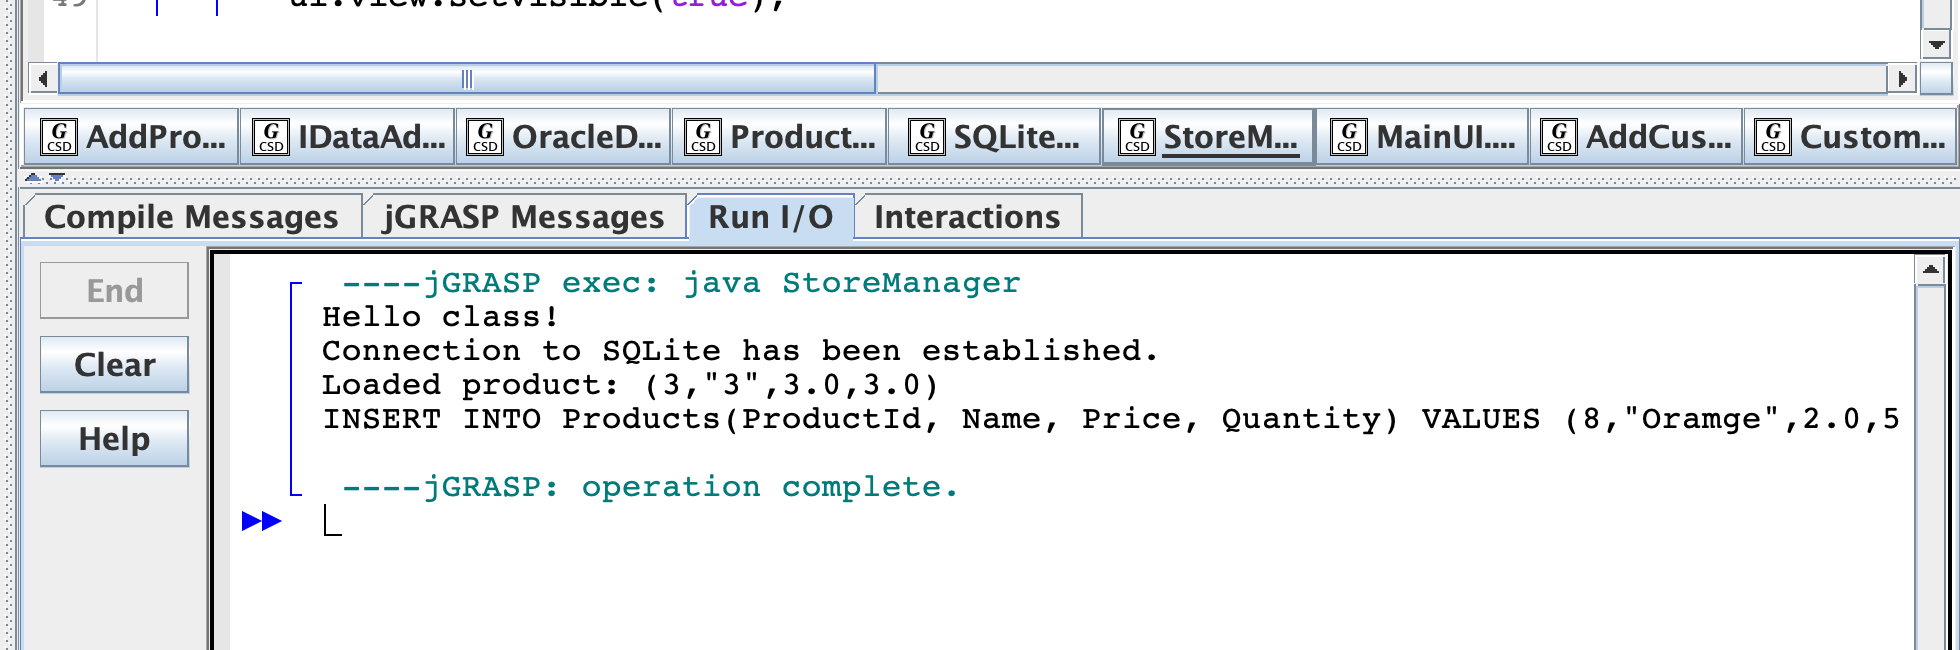 49 ui.view.setVisible(true);
G CSD AddPro... G CSD IDataAd... G CSD OracleD... G CSD Product... G CSD SQLite... G CSD StoreM... G CSD MainUI.... G CSD AddCus... G CSD Custom...
Compile Messages jGRASP Messages Run I/O Interactions
End
Clear
Help
----jGRASP exec: java StoreManager
Hello class!
Connection to SQLite has been established.
Loaded product: (3,"3",3.0,3.0)
INSERT INTO Products(ProductId, Name, Price, Quantity) VALUES (8,"Oramge",2.0,5
----jGRASP: operation complete.